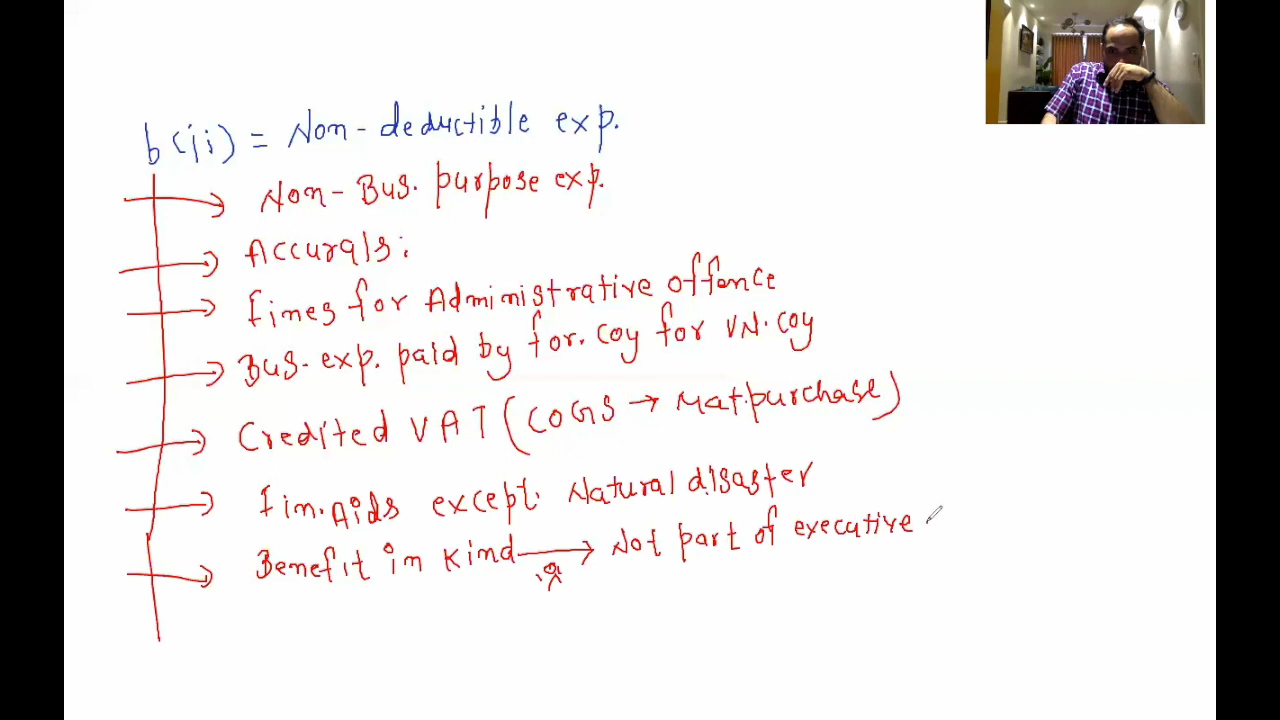 b(ii) = Non-deductible exp.
Non-Bus. purpose exp.
Accurals:
Fines for Administrative offence
Bus. exp. paid by for. coy for VN. coy
Credited VAT (COGS → Mat.purchase)
Fin. Aids except. Natural disaster
Benefit in Kind → Not part of executive